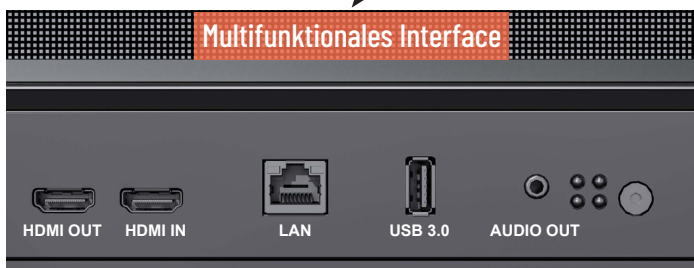 Multifunktionales Interface
HDMI OUT HDMI IN LAN USB 3.0 AUDIO OUT